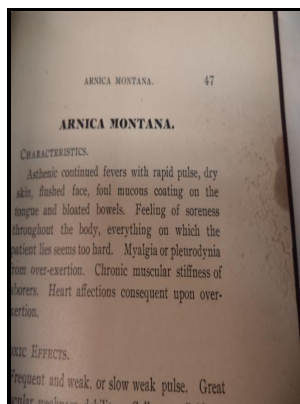 ARNICA MONTANA. 47
ARNICA MONTANA.
CHARACTERISTICS.
Asthenic continued fevers with rapid pulse, dry
skin, flushed face, foul mucous coating on the
tongue and bloated bowels. Feeling of soreness
throughout the body, everything on which the
patient lies seems too hard. Myalgia or pleurodynia
from over-exertion. Chronic muscular stiffness of
laborers. Heart affections consequent upon over-
exertion.
TOXIC EFFECTS.
Frequent and weak, or slow weak pulse. Great